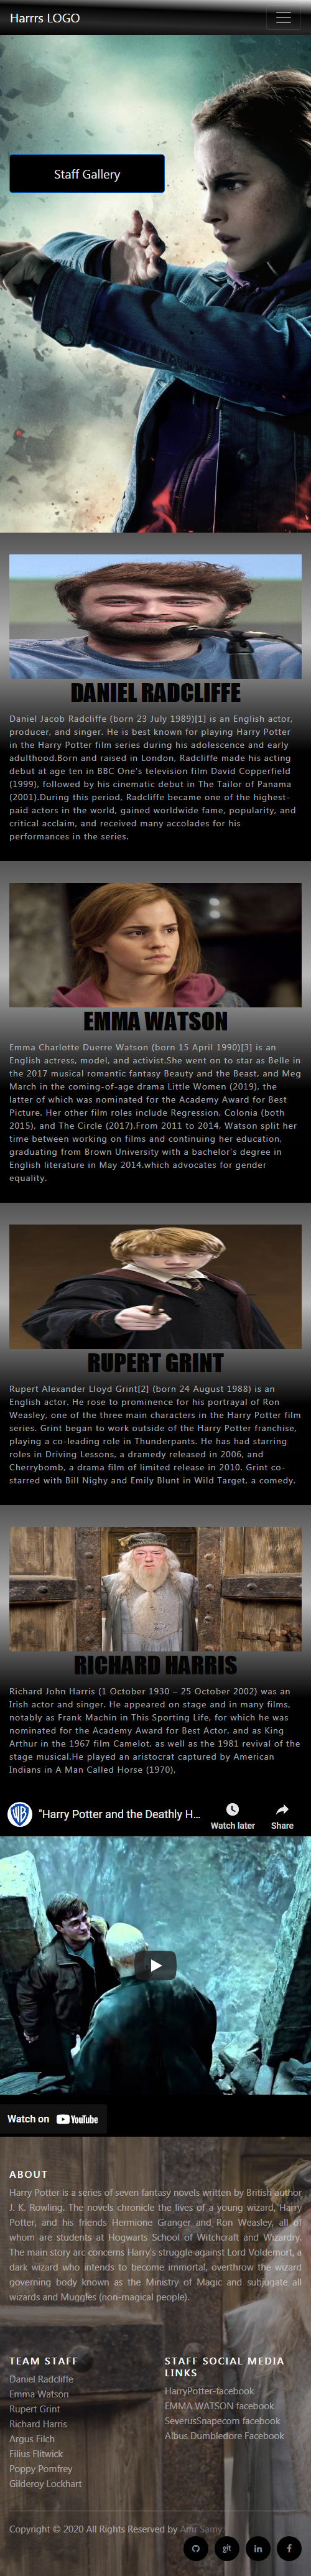 Harrrs LOGO
Staff Gallery
DANIEL RADCLIFFE
Daniel Jacob Radcliffe (born 23 July 1989)[1] is an English actor,
producer, and singer. He is best known for playing Harry Potter
in the Harry Potter film series during his adolescence and early
adulthood.Born and raised in London, Radcliffe made his acting
debut at age ten in BBC One's television film David Copperfield
(1999), followed by his cinematic debut in The Tailor of Panama
(2001).During this period, Radcliffe became one of the highest-
paid actors in the world, gained worldwide fame, popularity, and
critical acclaim, and received many accolades for his
performances in the series.
EMMA WATSON
Emma Charlotte Duerre Watson (born 15 April 1990)[3] is an
English actress, model, and activist.She went on to star as Belle in
the 2017 musical romantic fantasy Beauty and the Beast, and Meg
March in the coming-of-age drama Little Women (2019), the
latter of which was nominated for the Academy Award for Best
Picture. Her other film roles include Regression, Colonia (both
2015), and The Circle (2017).From 2011 to 2014, Watson split her
time between working on films and continuing her education,
graduating from Brown University with a bachelor's degree in
English literature in May 2014.which advocates for gender
equality.
RUPERT GRINT
Rupert Alexander Lloyd Grint[2] (born 24 August 1988) is an
English actor. He rose to prominence for his portrayal of Ron
Weasley, one of the three main characters in the Harry Potter film
series. Grint began to work outside of the Harry Potter franchise,
playing a co-leading role in Thunderpants. He has had starring
roles in Driving Lessons, a dramedy released in 2006, and
Cherrybomb, a drama film of limited release in 2010. Grint co-
starred with Bill Nighy and Emily Blunt in Wild Target, a comedy.
RICHARD HARRIS
Richard John Harris (1 October 1930 – 25 October 2002) was an
Irish actor and singer. He appeared on stage and in many films,
notably as Frank Machin in This Sporting Life, for which he was
nominated for the Academy Award for Best Actor, and as King
Arthur in the 1967 film Camelot, as well as the 1981 revival of the
stage musical.He played an aristocrat captured by American
Indians in A Man Called Horse (1970),
"Harry Potter and the Deathly H...
Watch later
Share
Watch on YouTube
ABOUT
Harry Potter is a series of seven fantasy novels written by British author
J. K. Rowling. The novels chronicle the lives of a young wizard, Harry
Potter, and his friends Hermione Granger and Ron Weasley, all of
whom are students at Hogwarts School of Witchcraft and Wizardry.
The main story arc concerns Harry's struggle against Lord Voldemort, a
dark wizard who intends to become immortal, overthrow the wizard
governing body known as the Ministry of Magic and subjugate all
wizards and Muggles (non-magical people).
TEAM STAFF
Daniel Radcliffe
Emma Watson
Rupert Grint
Richard Harris
Argus Filch
Filius Flitwick
Poppy Pomfrey
Gilderoy Lockhart
STAFF SOCIAL MEDIA
LINKS
HarryPotter-facebook
EMMA WATSON facebook
SeverusSnapecom facebook
Albus Dumbledore Facebook
Copyright © 2020 All Rights Reserved by Anu Samy
git
in
f